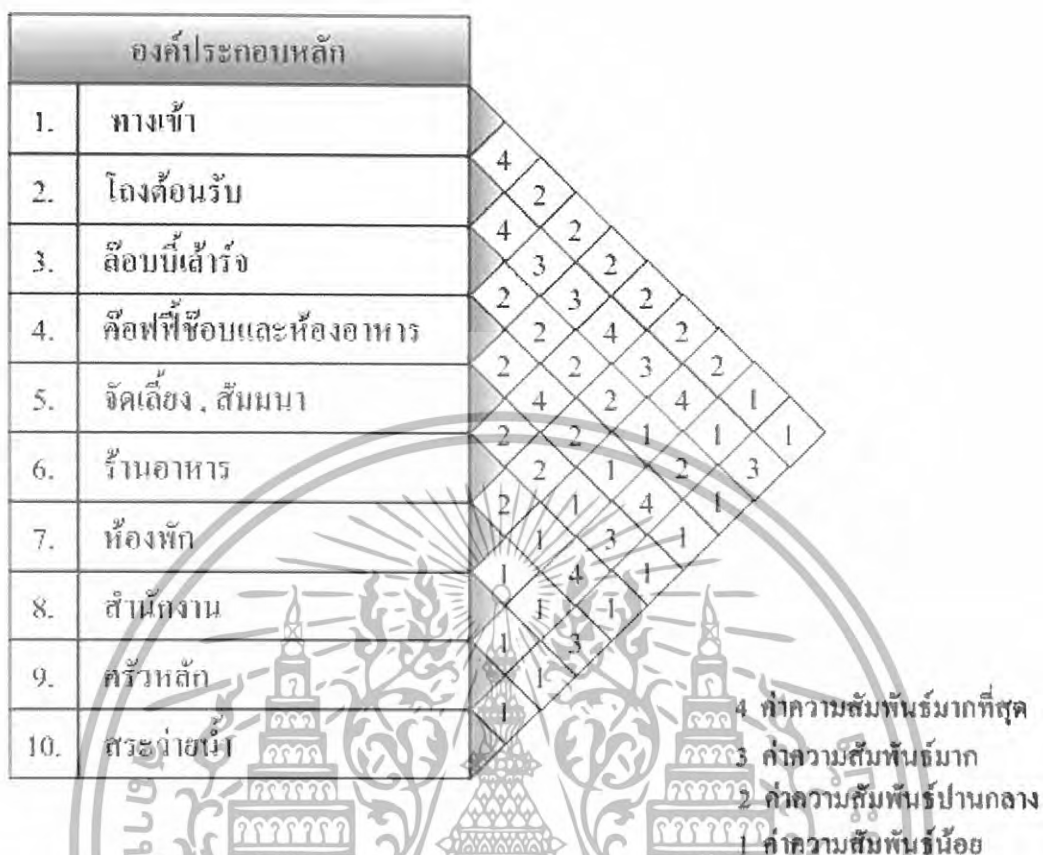 องค์ประกอบหลัก
1. ทางเข้า
4
2. โถงต้อนรับ 2
4 2
3. ล๊อบบี้เล้าร์จ 3 2
2 3 2
4. ค๊อฟฟี่ช๊อบและห้องอาหาร 2 4 2
2 2 3 2
5. จัดเลี้ยง , สัมมนา 4 2 4 1
2 2 1 1 1
6. ร้านอาหาร 2 1 2 3
2 1 4 1
7. ห้องพัก 1 3 1
1 4 1
8. สำนักงาน 1 1
1 3
9. ครัวหลัก 1
1
10. สระว่ายน้ำ
4 ค่าความสัมพันธ์มากที่สุด
3 ค่าความสัมพันธ์มาก
2 ค่าความสัมพันธ์ปานกลาง
1 ค่าความสัมพันธ์น้อย